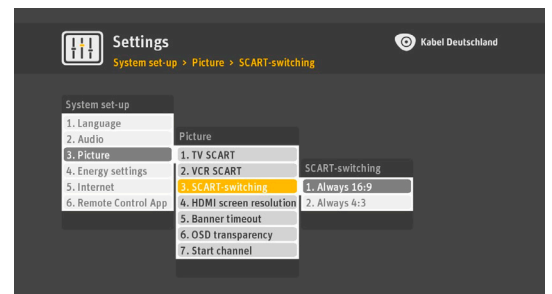 Settings
Kabel Deutschland
System set-up > Picture > SCART-switching
System set-up
1. Language
2. Audio
3. Picture
4. Energy settings
5. Internet
6. Remote Control App
Picture
1. TV SCART
2. VCR SCART
3. SCART-switching
4. HDMI screen resolution
5. Banner timeout
6. OSD transparency
7. Start channel
SCART-switching
1. Always 16:9
2. Always 4:3